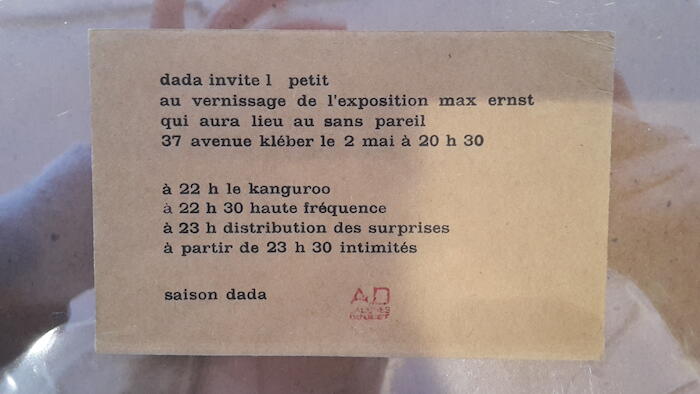 dada invite l petit
au vernissage de l'exposition max ernst
qui aura lieu au sans pareil
37 avenue kléber le 2 mai à 20 h 30
à 22 h le kanguroo
à 22 h 30 haute fréquence
à 23 h distribution des surprises
à partir de 23 h 30 intimités
saison dada
AD